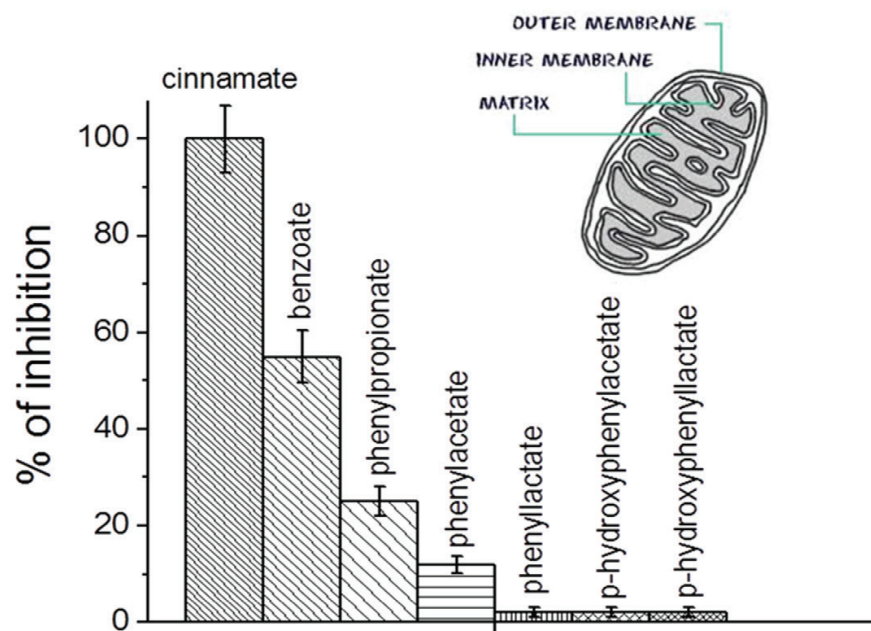 OUTER MEMBRANE
INNER MEMBRANE
MATRIX
cinnamate
benzoate
phenylpropionate
phenylacetate
phenyllactate
p-hydroxyphenylacetate
p-hydroxyphenyllactate
% of inhibition
100
80
60
40
20
0